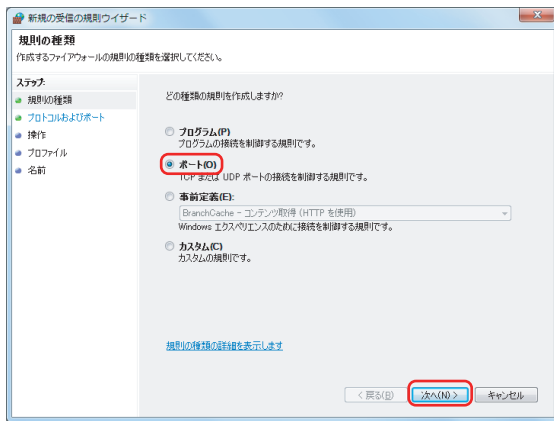 新規の受信の規則ウィザード
規則の種類
作成するファイアウォールの規則の種類を選択してください。
ステップ:
規則の種類
プロトコルおよびポート
操作
プロファイル
名前
どの種類の規則を作成しますか?
プログラム(P)
プログラムの接続を制御する規則です。
ポート(O)
TCP または UDP ポートの接続を制御する規則です。
事前定義(E):
BranchCache - コンテンツ取得 (HTTP を使用)
Windows エクスペリエンスのために接続を制御する規則です。
カスタム(C)
カスタムの規則です。
規則の種類の詳細を表示します
< 戻る(B)
次へ(N) >
キャンセル